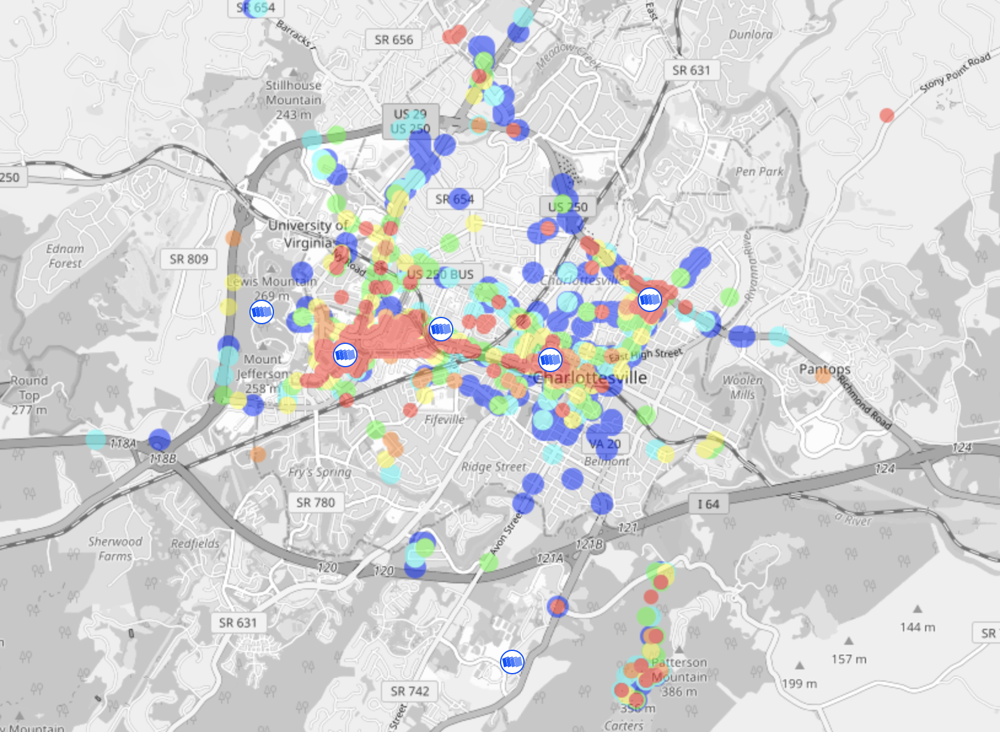 SR 654
Barracks
SR 656
East
Dunlora
Meadow Creek
SR 631
Stony Point Road
Stillhouse
Mountain
243 m
US 29
US 250
250
Pen Park
SR 654
US 250
University of
Virginia
Ivy Road
Ednam
Forest
SR 809
US 250 BUS
Charlottesville
Rivanna River
Lewis Mountain
269 m
Mount
Jefferson
258 m
East High Street
Charlottesville
Pantops
Round
Top
277 m
Woolen
Mills
Richmond Road
Fifeville
118A
118B
VA 20
Belmont
124
124
Ridge Street
Fry's Spring
SR 780
I 64
a River
121
Avon Street
Sherwood
Farms
Redfields
121B
121A
120
120
SR 631
144 m
SR
157 m
Patterson
Mountain
386 m
199 m
SR 742
Street
Carters
Mountain